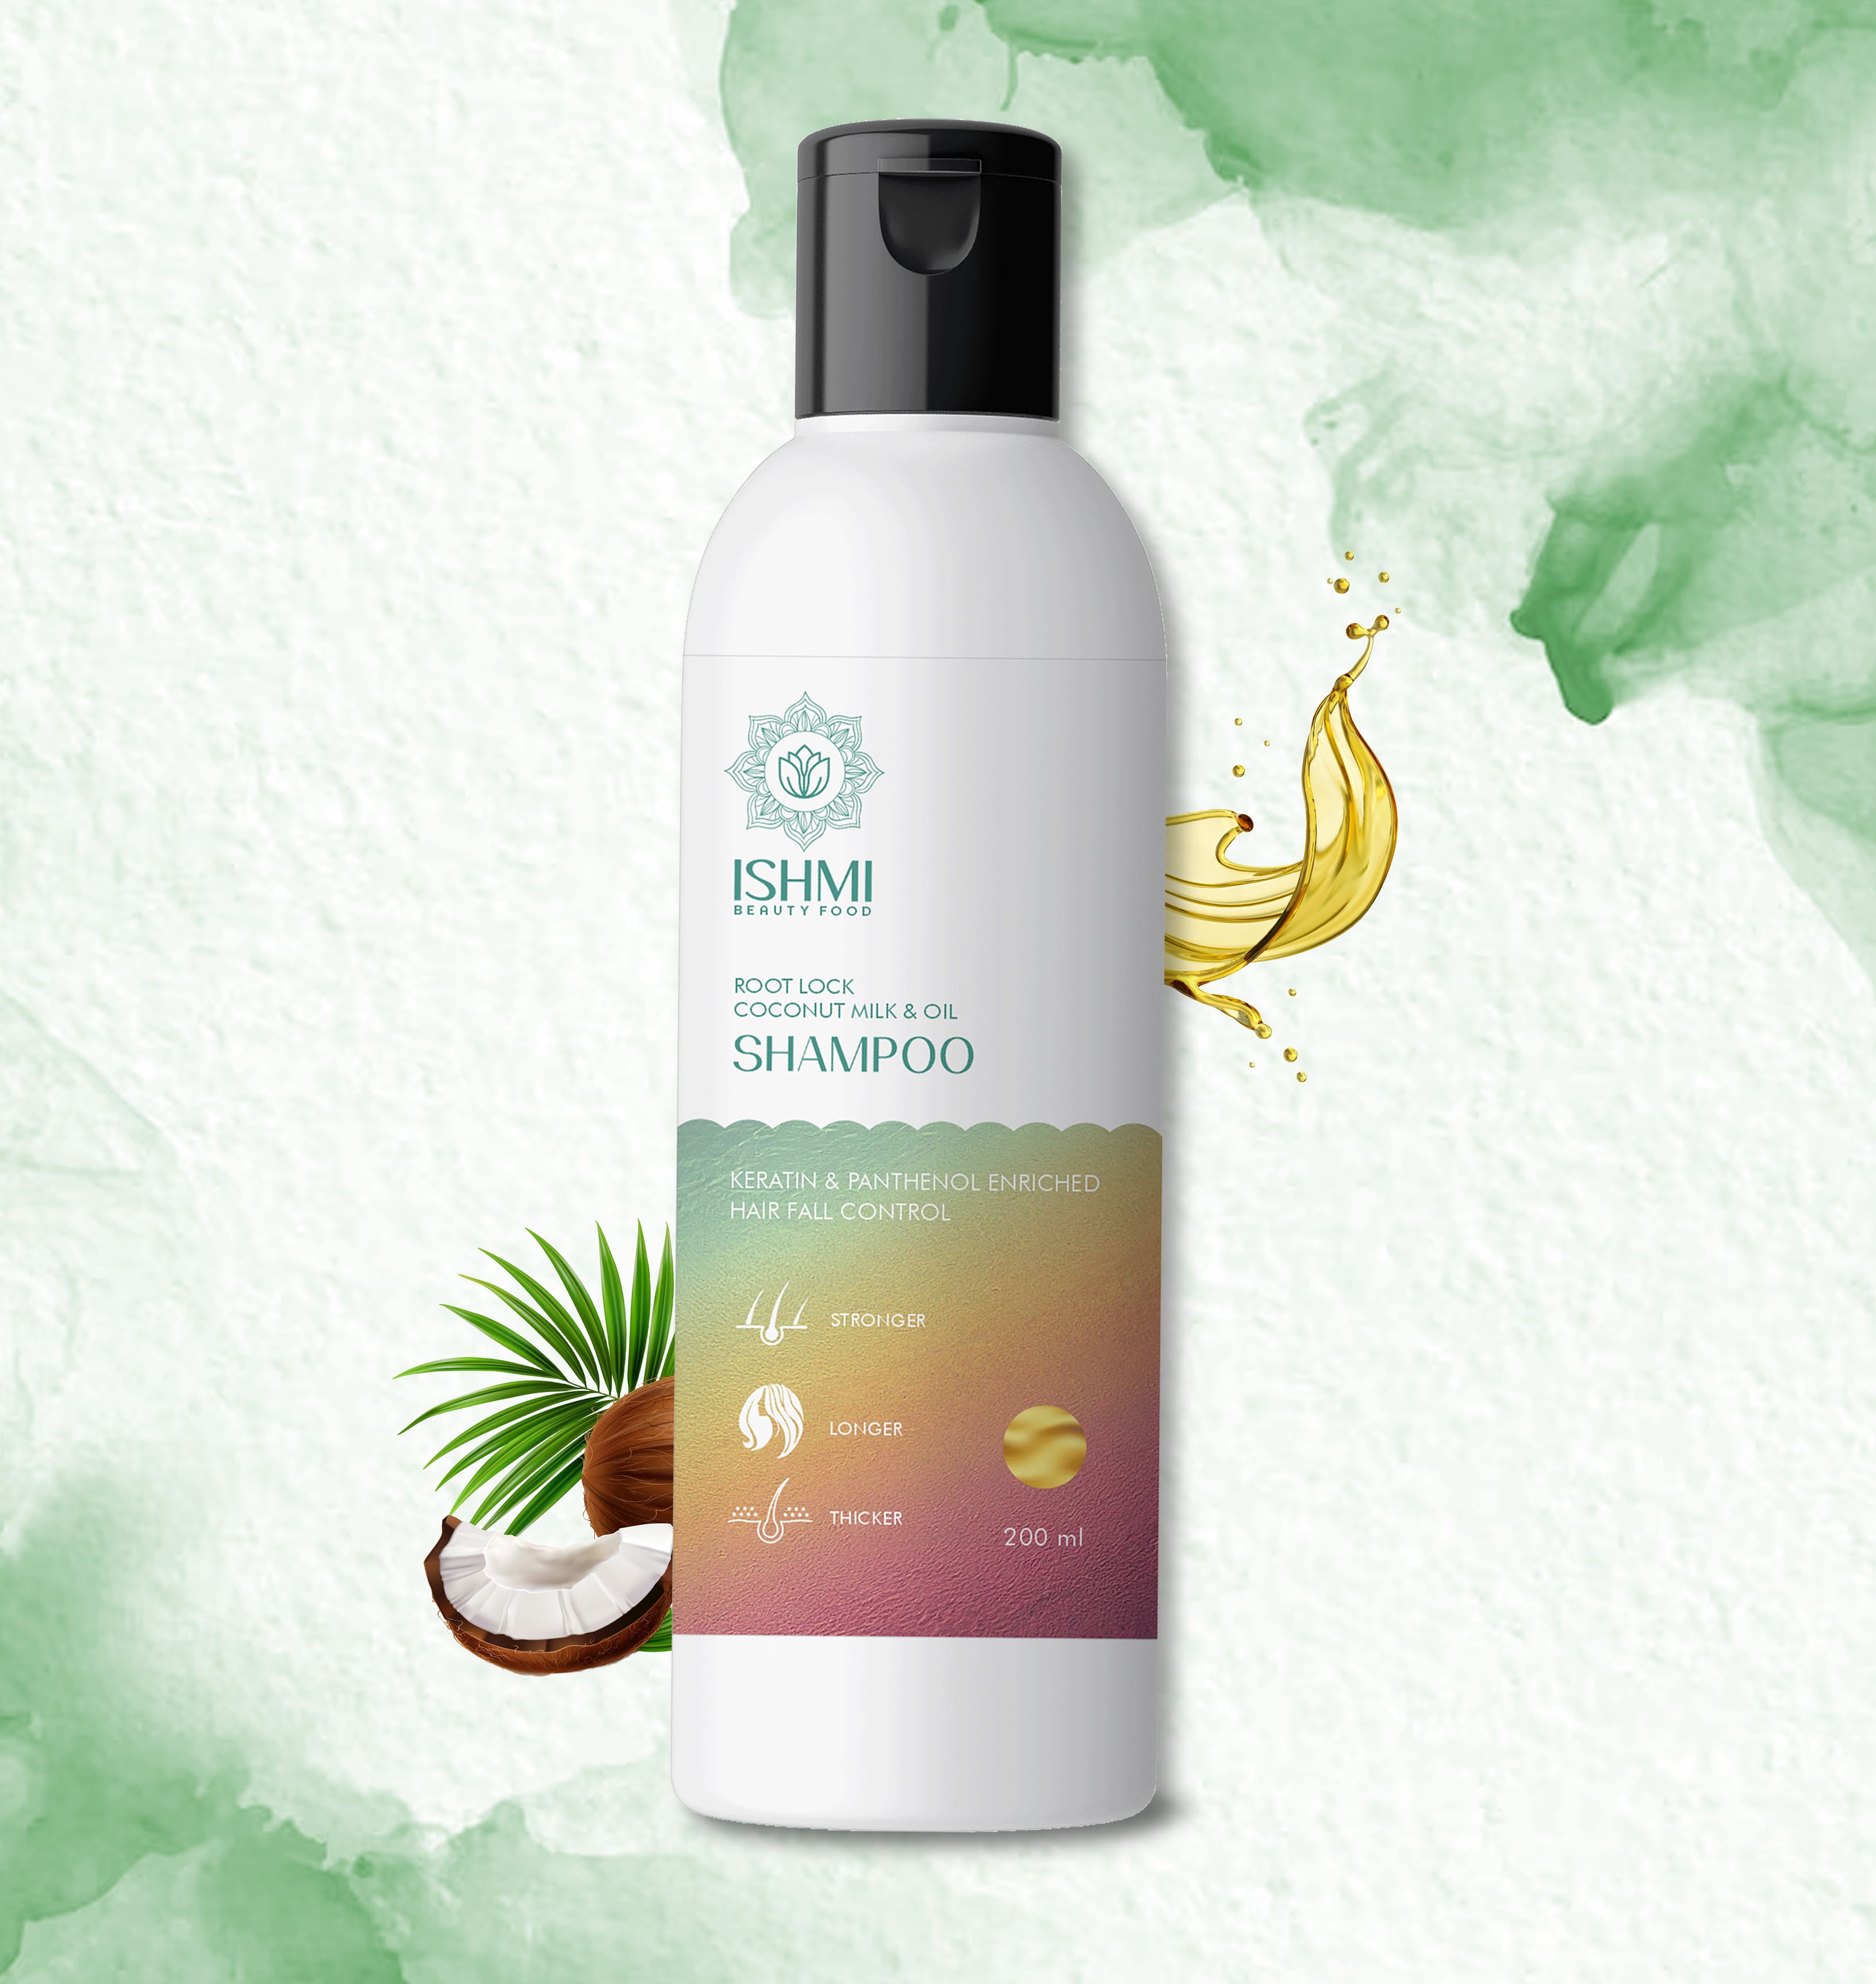 ISHMI
BEAUTY FOOD
ROOT LOCK
COCONUT MILK & OIL
SHAMPOO
KERATIN & PANTHENOL ENRICHED
HAIR FALL CONTROL
STRONGER
LONGER
THICKER
200 ml